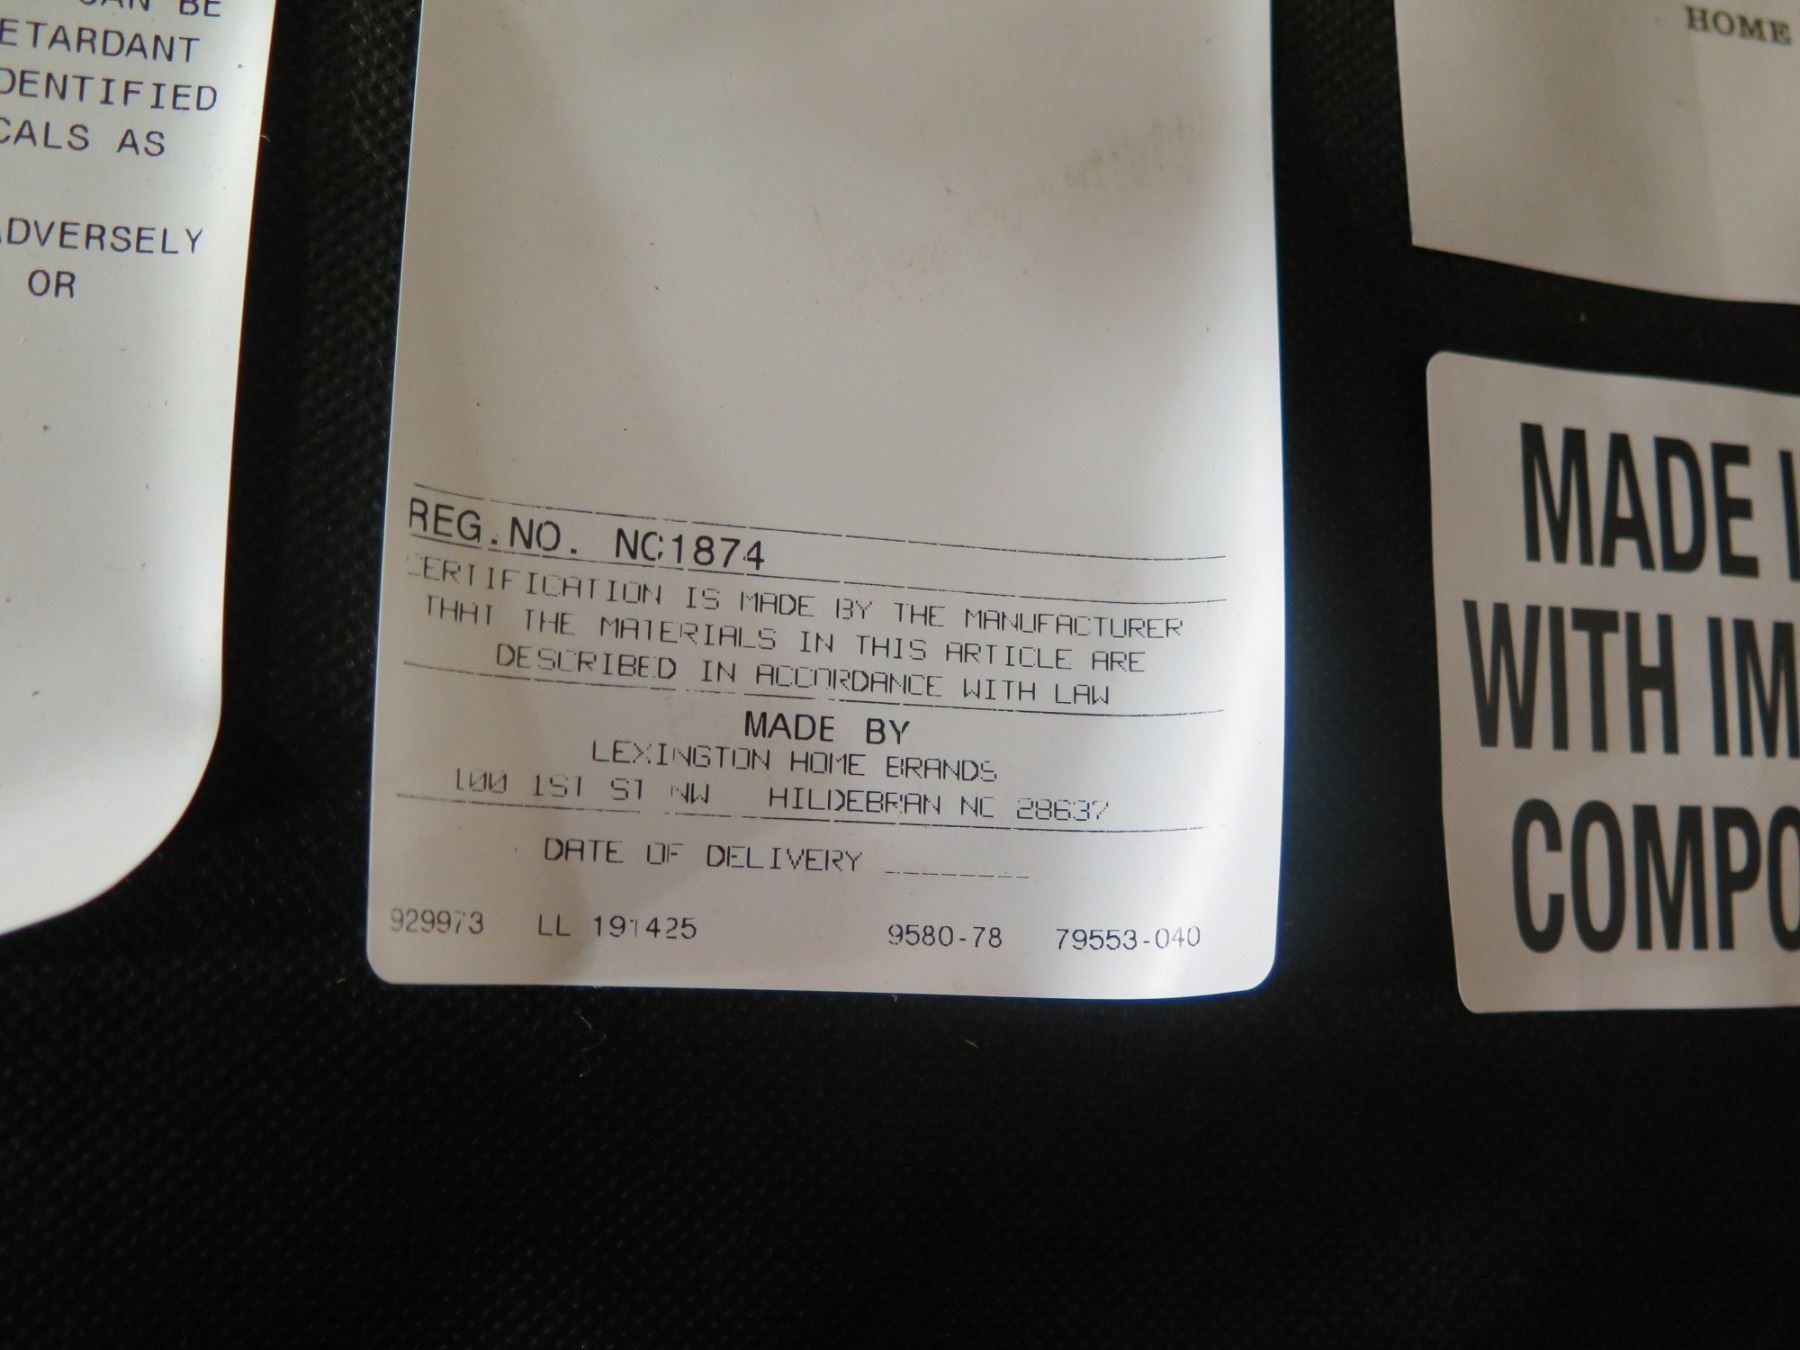 CAN BE
ETARDANT
DENTIFIED
CALS AS
ADVERSELY
OR
REG.NO. NC1874
CERTIFICATION IS MADE BY THE MANUFACTURER
THAT THE MATERIALS IN THIS ARTICLE ARE
DESCRIBED IN ACCORDANCE WITH LAW
MADE BY
LEXINGTON HOME BRANDS
100 1ST ST NW HILDEBRAN NC 28637
DATE OF DELIVERY ________
929973 LL 191425 9580-78 79553-040
HOME
MADE
WITH IM
COMPO